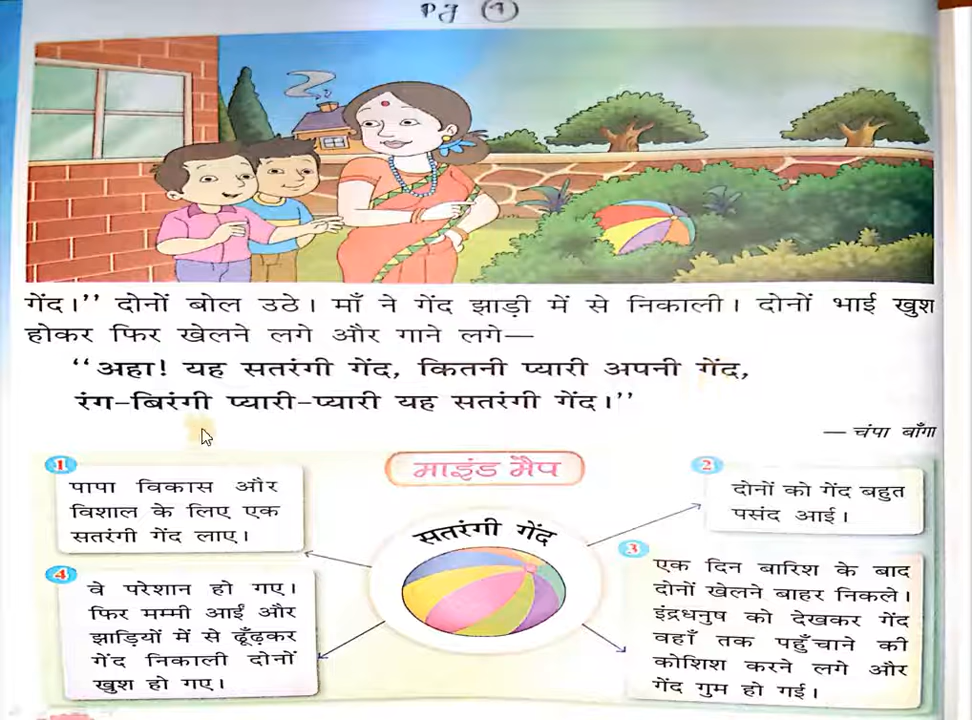 Pg 4
गेंद।'' दोनों बोल उठे। माँ ने गेंद झाड़ी में से निकाली। दोनों भाई खुश
होकर फिर खेलने लगे और गाने लगे—
''अहा! यह सतरंगी गेंद, कितनी प्यारी अपनी गेंद,
रंग-बिरंगी प्यारी-प्यारी यह सतरंगी गेंद।''
— चंपा बाँगा
माइंड मैप
सतरंगी गेंद
1
पापा विकास और
विशाल के लिए एक
सतरंगी गेंद लाए।
2
दोनों को गेंद बहुत
पसंद आई।
3
एक दिन बारिश के बाद
दोनों खेलने बाहर निकले।
इंद्रधनुष को देखकर गेंद
वहाँ तक पहुँचाने की
कोशिश करने लगे और
गेंद गुम हो गई।
4
वे परेशान हो गए।
फिर मम्मी आईं और
झाड़ियों में से ढूँढ़कर
गेंद निकाली दोनों
खुश हो गए।